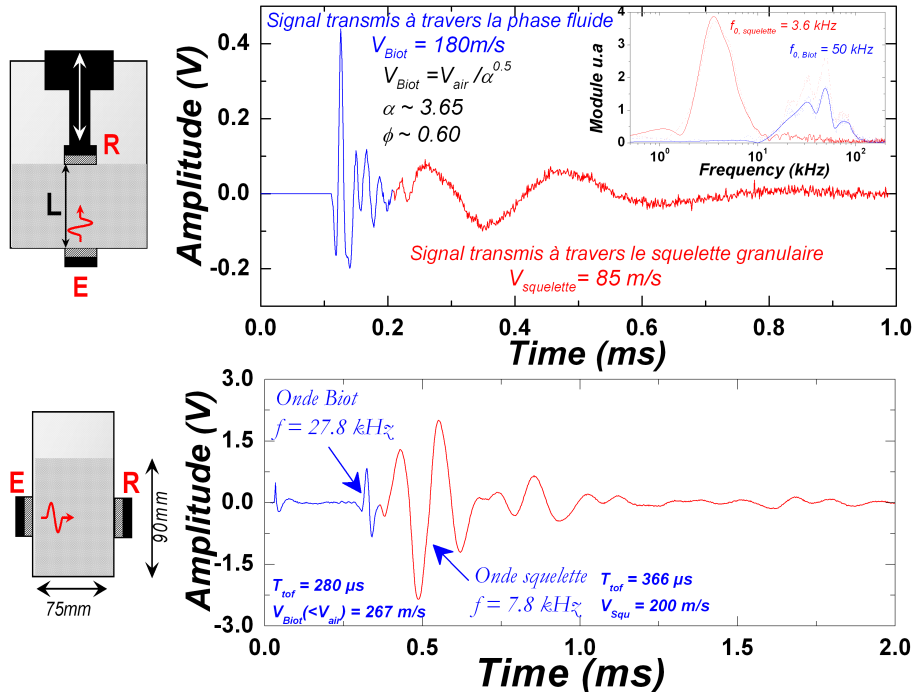 Signal transmis à travers la phase fluide
V_Biot = 180m/s
V_Biot =V_air /α^0.5
α ~ 3.65
ϕ ~ 0.60
Signal transmis à travers le squelette granulaire
V_squelette = 85 m/s
Amplitude (V)
0.4
0.2
0.0
-0.2
0.0
0.2
0.4
0.6
0.8
1.0
Time (ms)
f_0, squelette = 3.6 kHz
f_0, Biot = 50 kHz
Module u.a
4
3
2
1
0
10^0
10^1
10^2
Frequency (kHz)
R
L
E
Onde Biot
f = 27.8 kHz
Onde squelette
f = 7.8 kHz
T_tof = 280 µs
V_Biot(<V_air) = 267 m/s
T_tof = 366 µs
V_Squ = 200 m/s
Amplitude (V)
3.0
1.5
0.0
-1.5
-3.0
0.0
0.5
1.0
1.5
2.0
Time (ms)
E
R
90mm
75mm